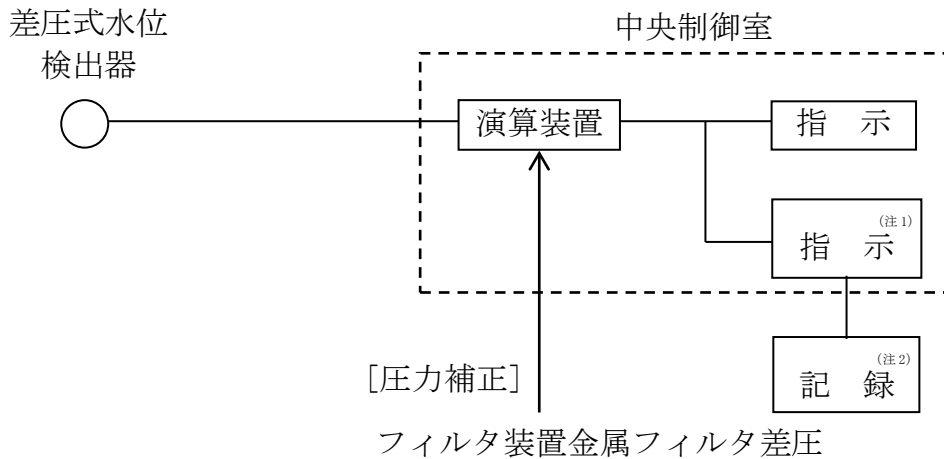 差圧式水位
検出器
中央制御室
演算装置
指 示
指 示 (注1)
[圧力補正]
記 録 (注2)
フィルタ装置金属フィルタ差圧